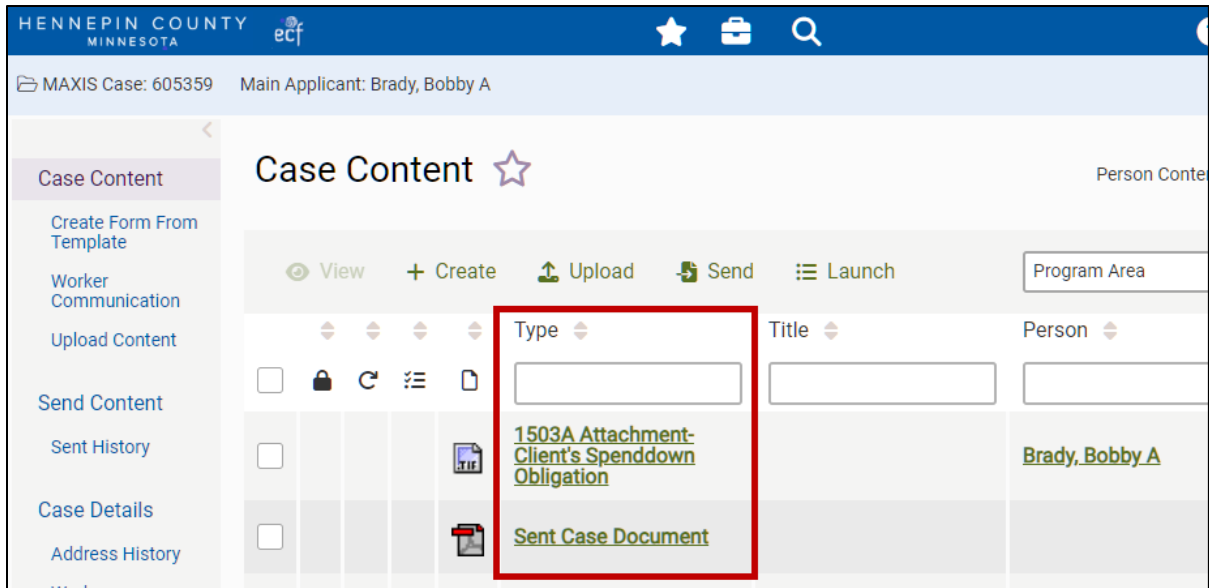 HENNEPIN COUNTY
MINNESOTA
ecf
MAXIS Case: 605359 Main Applicant: Brady, Bobby A
Case Content
Create Form From
Template
Worker
Communication
Upload Content
Send Content
Sent History
Case Details
Address History
Case Content
Person Conte
View + Create Upload Send Launch
Program Area
Type Title Person
1503A Attachment-
Client's Spenddown
Obligation
.TIF
Brady, Bobby A
Sent Case Document